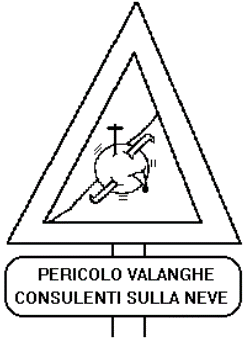 PERICOLO VALANGHE
CONSULENTI SULLA NEVE